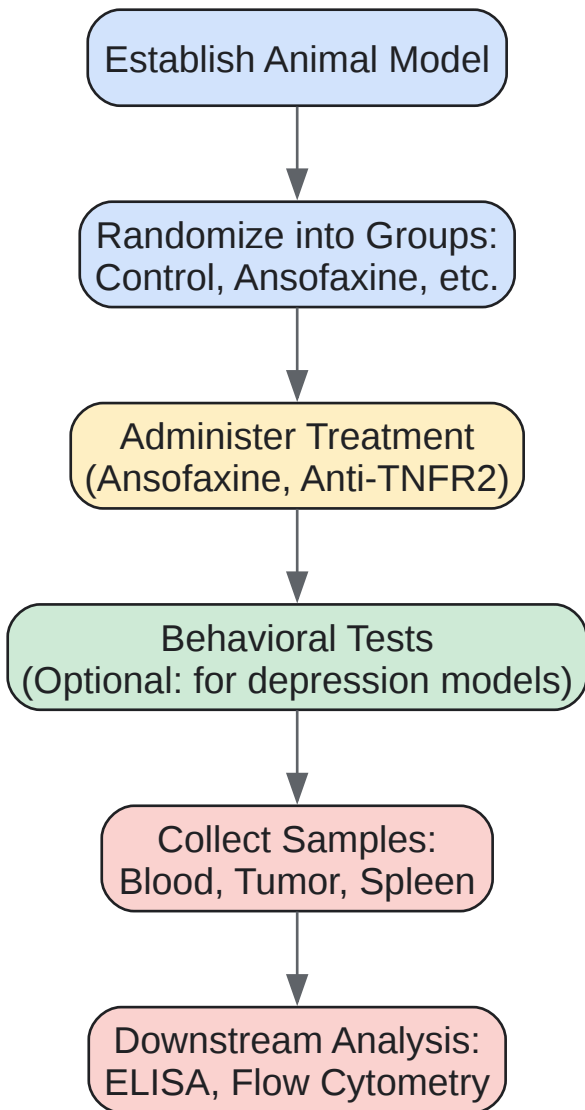 Establish Animal Model
Randomize into Groups:
Control, Ansofaxine, etc.
Administer Treatment
(Ansofaxine, Anti-TNFR2)
Behavioral Tests
(Optional: for depression models)
Collect Samples:
Blood, Tumor, Spleen
Downstream Analysis:
ELISA, Flow Cytometry